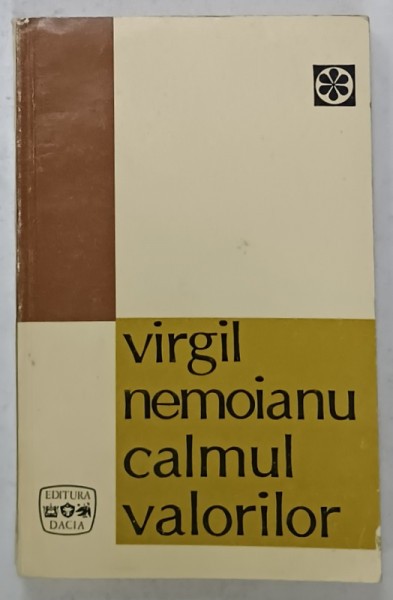 virgil
nemoianu
calmul
valorilor
EDITURA
DACIA